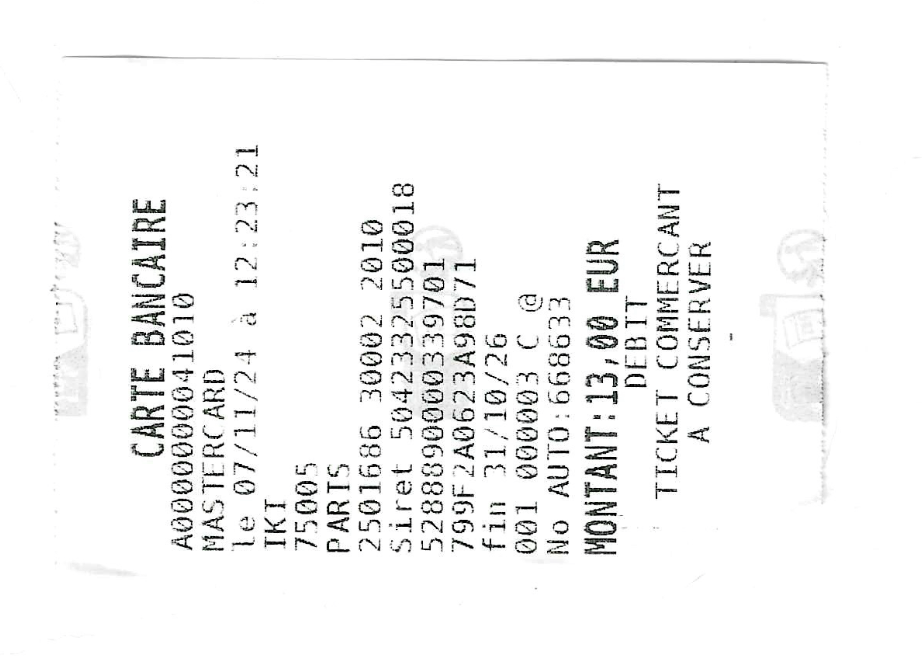 CARTE BANCAIRE
A0000000041010
MASTERCARD
le 07/11/24 à 12:23:21
IKI
75005
PARIS
2501686 30002 2010
Siret 50423325500018
5288890000339701
799F2A0623A98D71
fin 31/10/26
001 000003 C @
No AUTO:668633
MONTANT:13,00 EUR
DEBIT
TICKET COMMERCANT
A CONSERVER